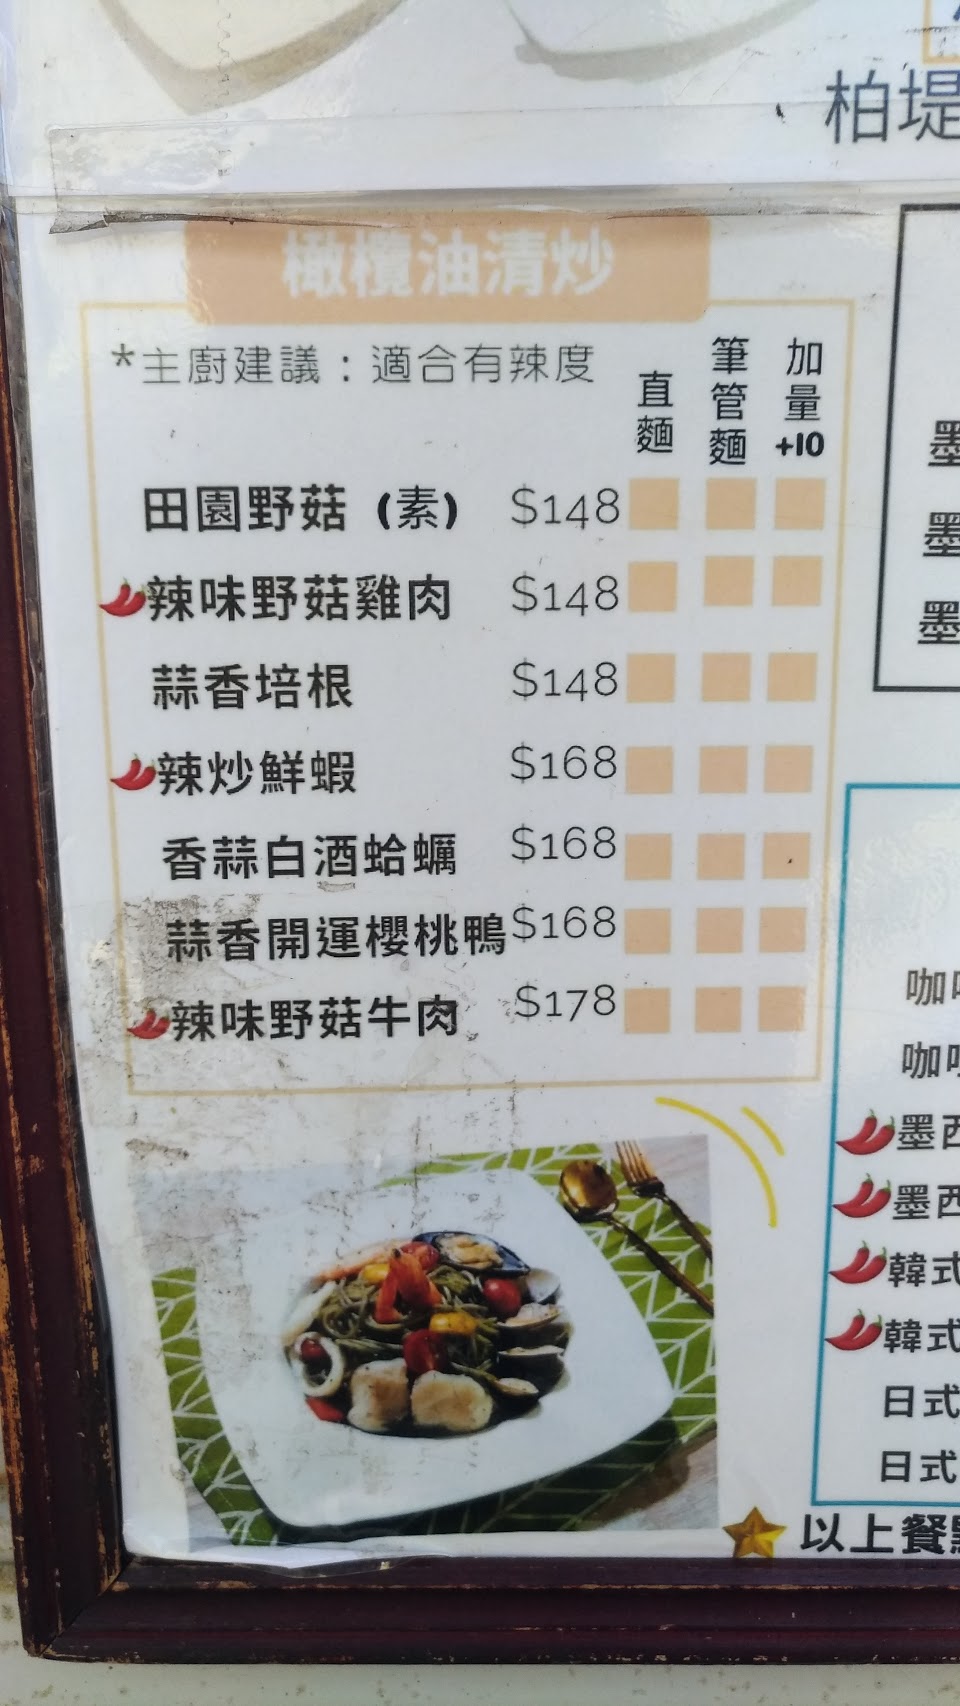 柏堤
橄欖油清炒
*主廚建議：適合有辣度
直麵
筆管麵
加量+10
田園野菇 (素) $148
辣味野菇雞肉 $148
蒜香培根 $148
辣炒鮮蝦 $168
香蒜白酒蛤蠣 $168
蒜香開運櫻桃鴨 $168
辣味野菇牛肉 $178
墨
墨
墨
咖
咖
墨西
墨西
韓式
韓式
日式
日式
以上餐